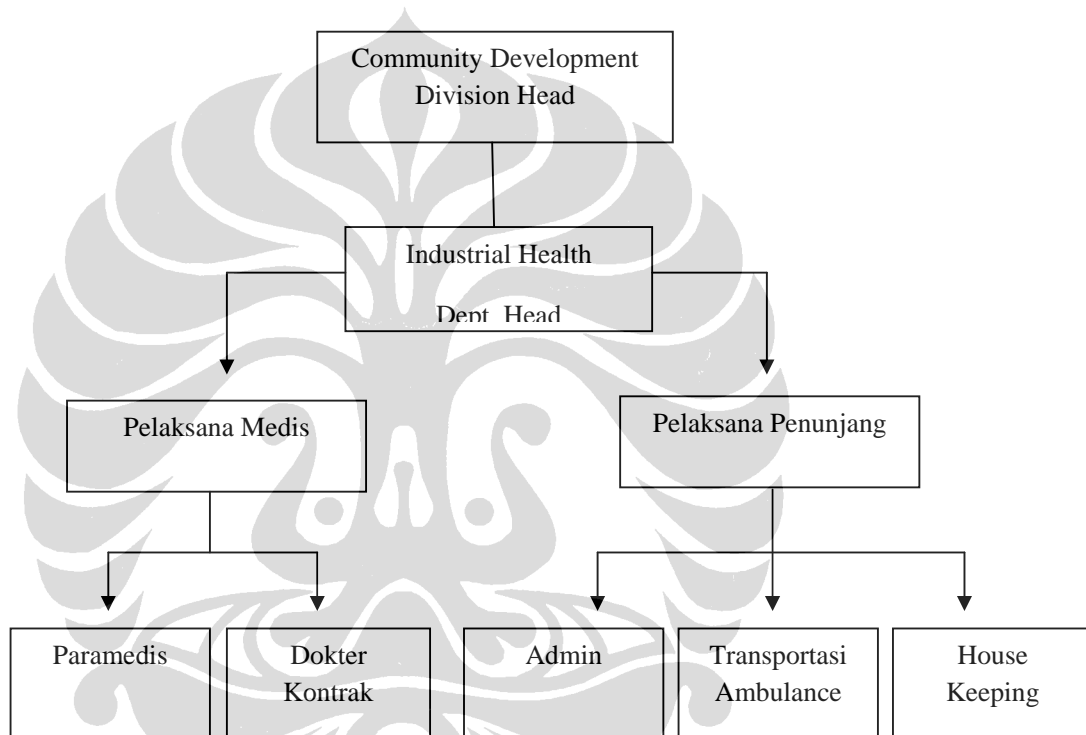 Community Development
Division Head
Industrial Health
Dept. Head
Pelaksana Medis
Pelaksana Penunjang
Paramedis
Dokter
Kontrak
Admin
Transportasi
Ambulance
House
Keeping